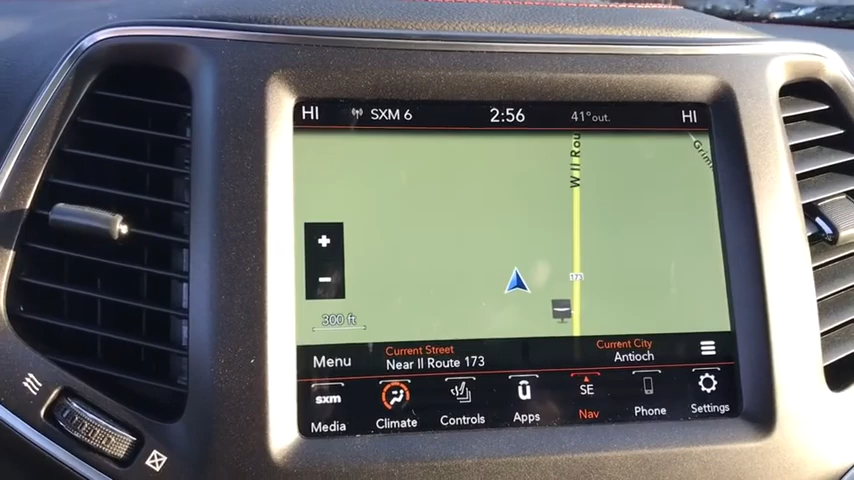 HI SXM 6 2:56 41° out. HI
W Il Rou
Grim
173
+
−
300 ft
Menu
Current Street
Near Il Route 173
Current City
Antioch
sxm
Media
Climate
Controls
û
Apps
SE
Nav
Phone
Settings